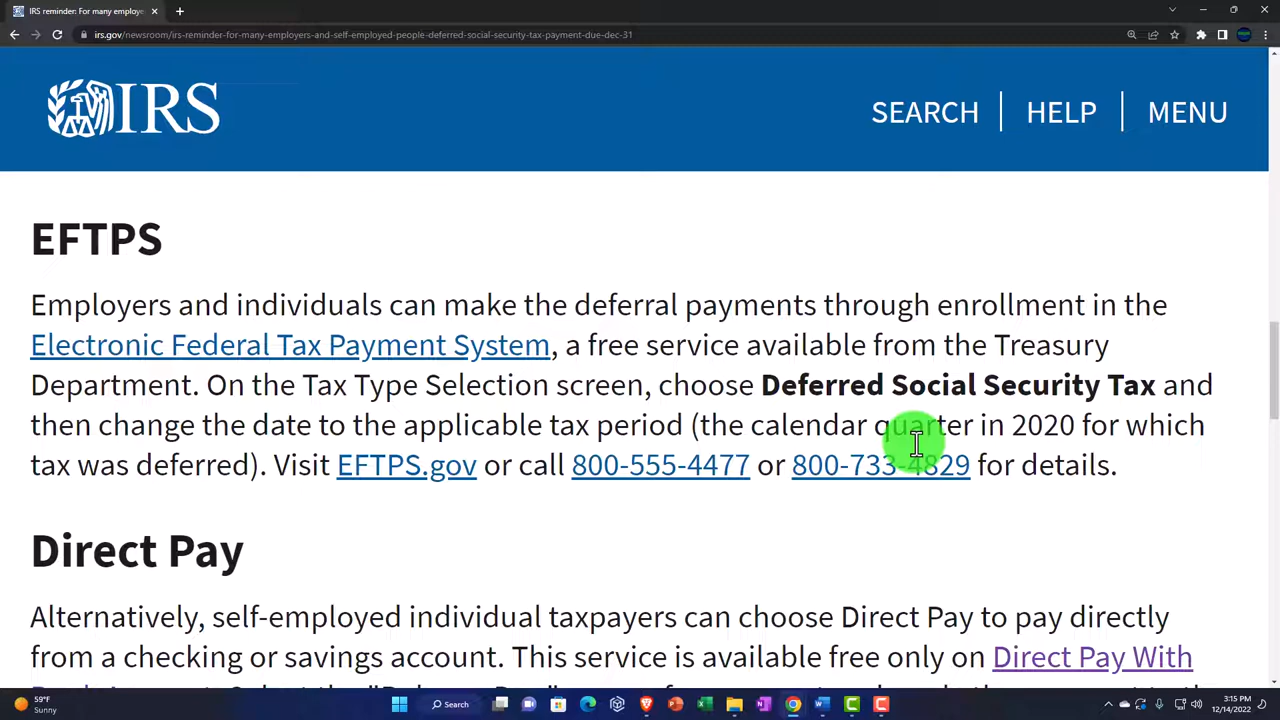 IRS reminder: For many employe
irs.gov/newsroom/irs-reminder-for-many-employers-and-self-employed-people-deferred-social-security-tax-payment-due-dec-31
IRS
SEARCH
HELP
MENU
EFTPS
Employers and individuals can make the deferral payments through enrollment in the
Electronic Federal Tax Payment System, a free service available from the Treasury
Department. On the Tax Type Selection screen, choose Deferred Social Security Tax and
then change the date to the applicable tax period (the calendar quarter in 2020 for which
tax was deferred). Visit EFTPS.gov or call 800-555-4477 or 800-733-4829 for details.
Direct Pay
Alternatively, self-employed individual taxpayers can choose Direct Pay to pay directly
from a checking or savings account. This service is available free only on Direct Pay With
59°F
Sunny
Search
3:15 PM
12/14/2022